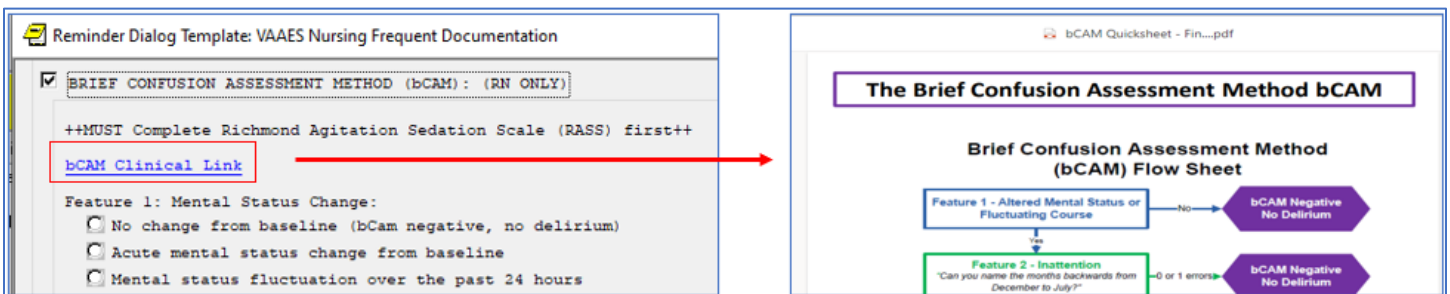 Reminder Dialog Template: VAAES Nursing Frequent Documentation
BRIEF CONFUSION ASSESSMENT METHOD (bCAM): (RN ONLY)
++MUST Complete Richmond Agitation Sedation Scale (RASS) first++
bCAM Clinical Link
Feature 1: Mental Status Change:
No change from baseline (bCam negative, no delirium)
Acute mental status change from baseline
Mental status fluctuation over the past 24 hours
bCAM Quicksheet - Fin....pdf
The Brief Confusion Assessment Method bCAM
Brief Confusion Assessment Method
(bCAM) Flow Sheet
Feature 1 - Altered Mental Status or
Fluctuating Course
No
bCAM Negative
No Delirium
Yes
Feature 2 - Inattention
"Can you name the months backwards from
December to July?"
0 or 1 errors
bCAM Negative
No Delirium